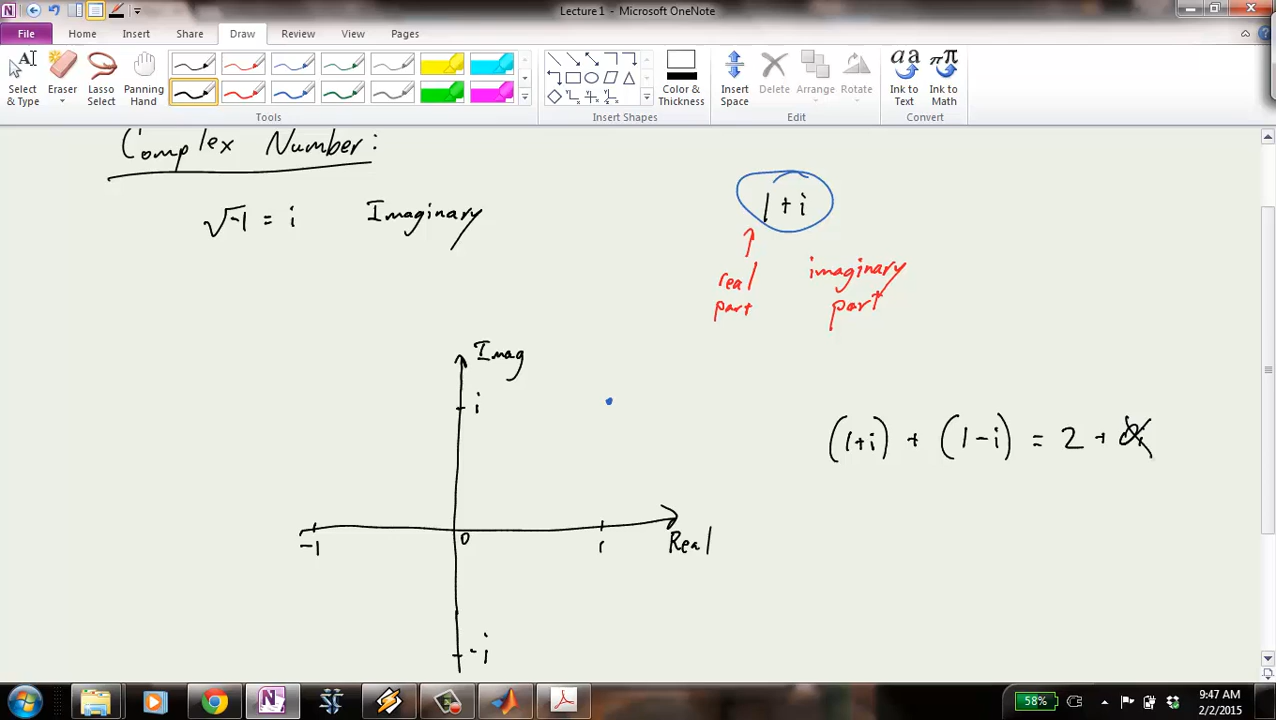 Lecture1 - Microsoft OneNote
File Home Insert Share Draw Review View Pages
Select & Type
Eraser
Lasso Select
Panning Hand
Color & Thickness
Insert Space
Delete
Arrange
Rotate
Ink to Text
Ink to Math
Tools
Insert Shapes
Edit
Convert
Complex Number:
√-1 = i Imaginary
1 + i
real part
imaginary part
Imag
i
(1+i) + (1-i) = 2 + 0i
-1 0 1 Real
-i
58%
9:47 AM
2/2/2015